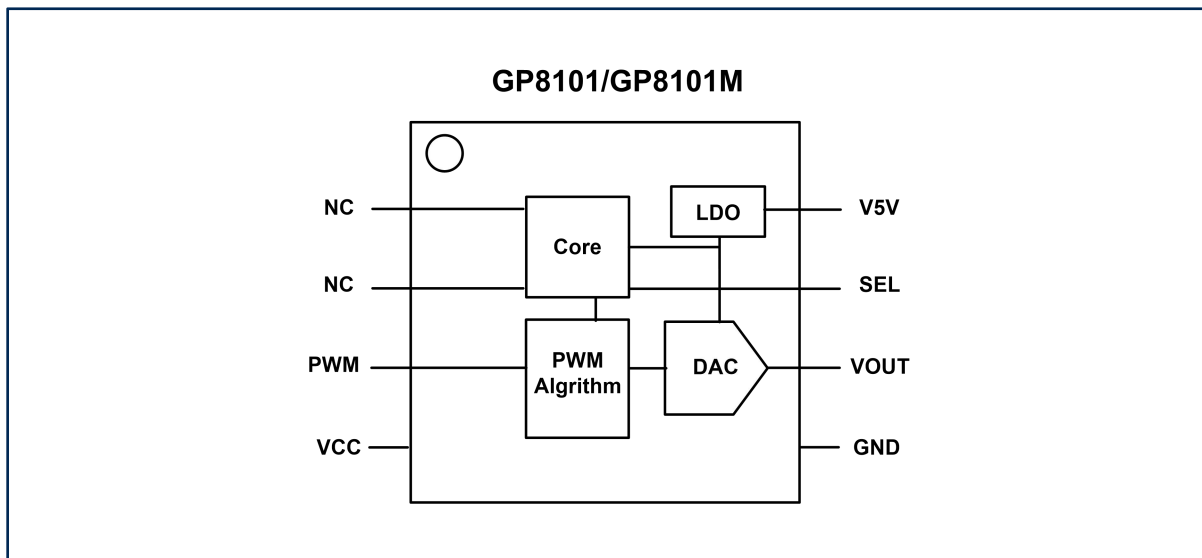 GP8101/GP8101M
NC
LDO
V5V
Core
NC
SEL
PWM
PWM
Algrithm
DAC
VOUT
VCC
GND